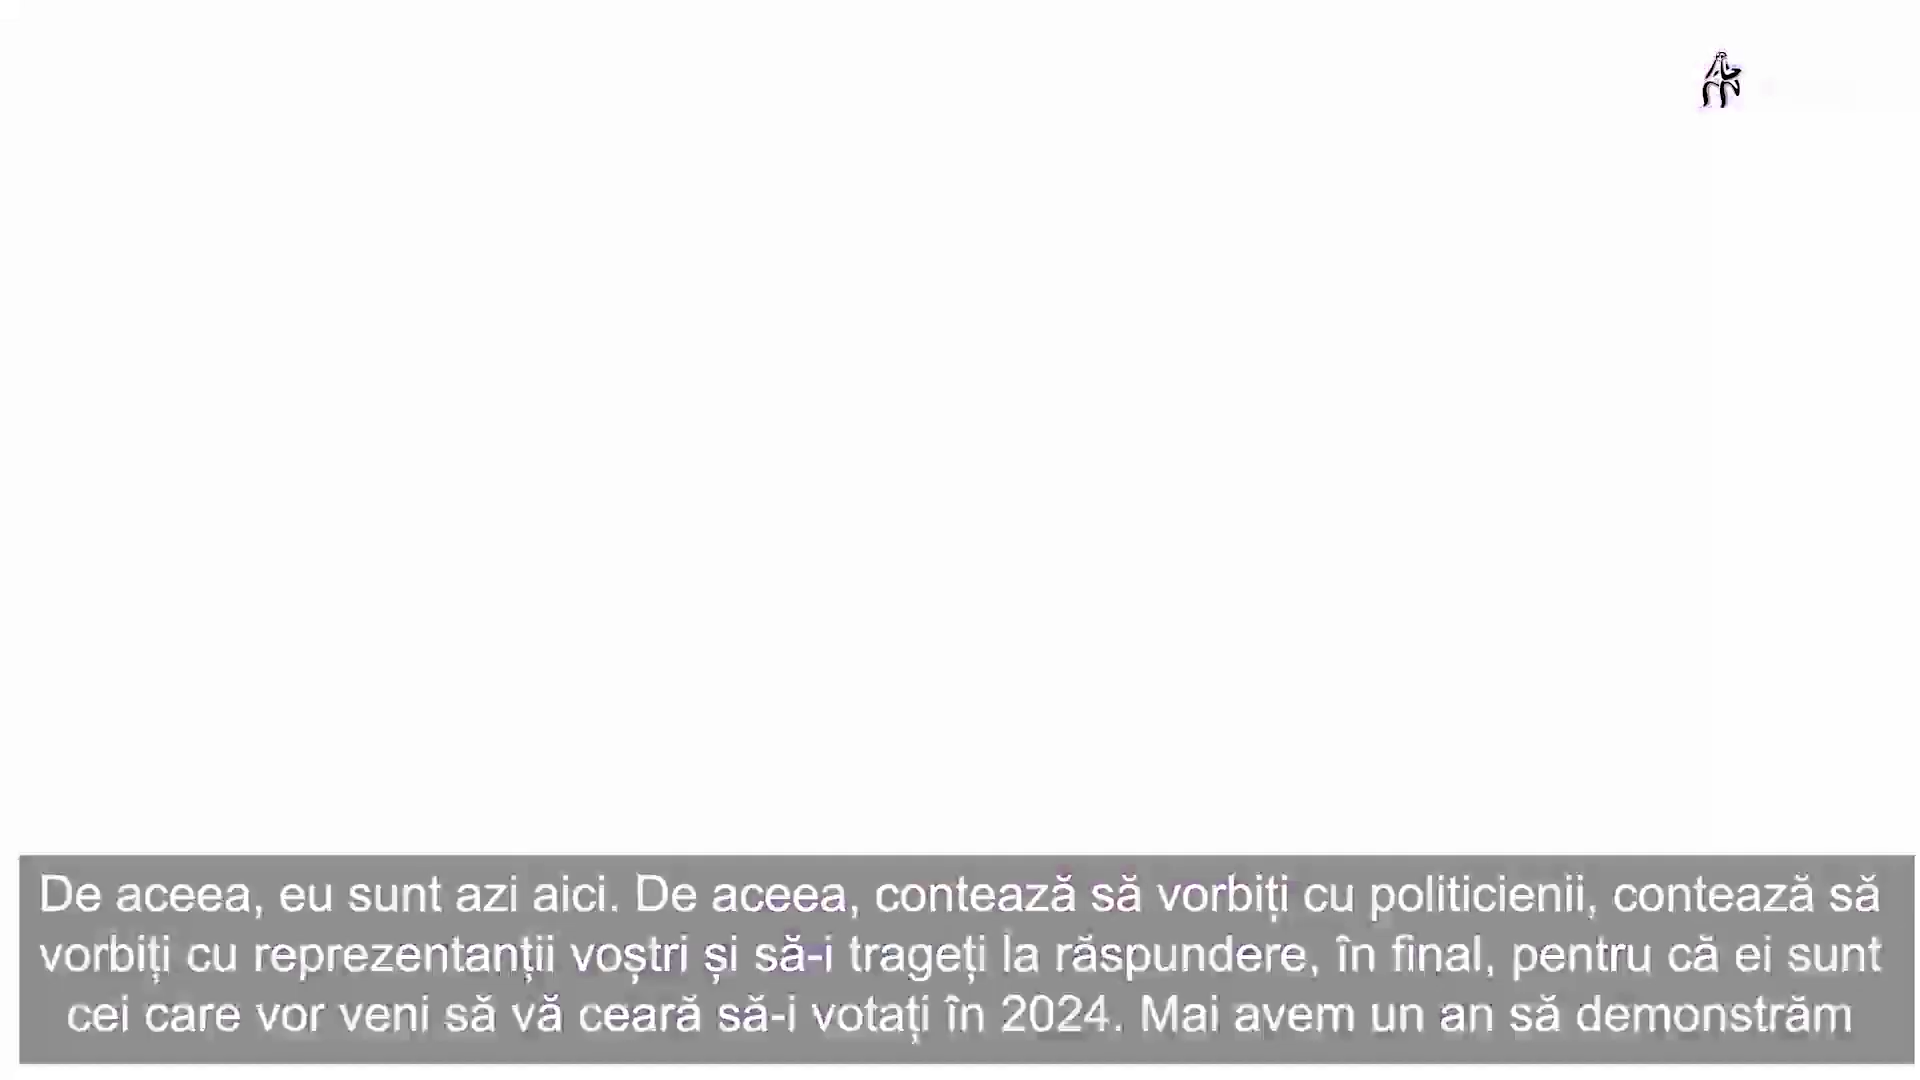 De aceea, eu sunt azi aici. De aceea, contează să vorbiți cu politicienii, contează să
vorbiți cu reprezentanții voștri și să-i trageți la răspundere, în final, pentru că ei sunt
cei care vor veni să vă ceară să-i votați în 2024. Mai avem un an să demonstrăm